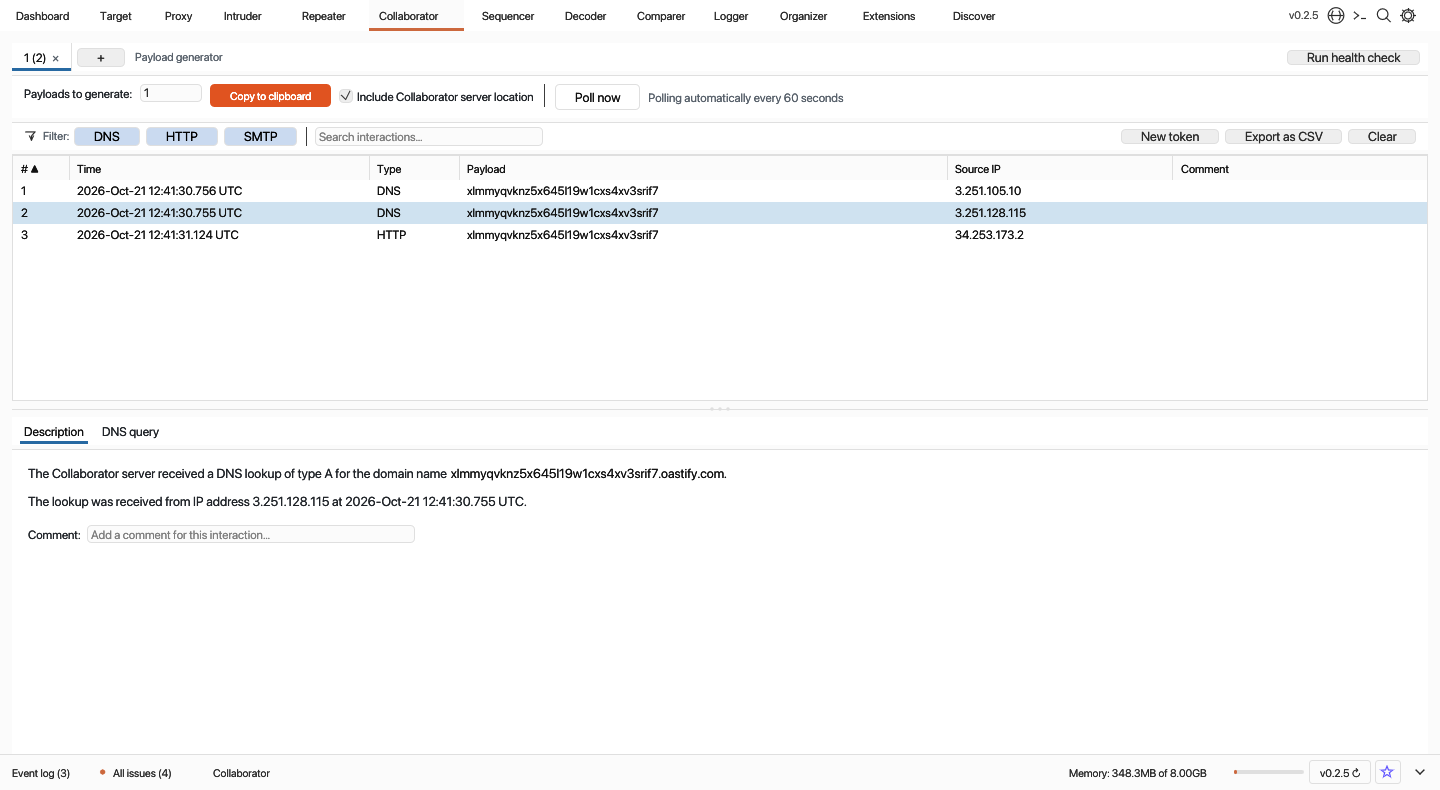 Dashboard Target Proxy Intruder Repeater Collaborator Sequencer Decoder Comparer Logger Organizer Extensions Discover v0.2.5
1 (2) × + Payload generator Run health check
Payloads to generate: 1 Copy to clipboard Include Collaborator server location Poll now Polling automatically every 60 seconds
Filter: DNS HTTP SMTP Search interactions... New token Export as CSV Clear
# ▲ Time Type Payload Source IP Comment
1 2026-Oct-21 12:41:30.756 UTC DNS xlmmyqvknz5x645l19w1cxs4xv3srif7 3.251.105.10
2 2026-Oct-21 12:41:30.755 UTC DNS xlmmyqvknz5x645l19w1cxs4xv3srif7 3.251.128.115
3 2026-Oct-21 12:41:31.124 UTC HTTP xlmmyqvknz5x645l19w1cxs4xv3srif7 34.253.173.2
Description DNS query
The Collaborator server received a DNS lookup of type A for the domain name xlmmyqvknz5x645l19w1cxs4xv3srif7.oastify.com.
The lookup was received from IP address 3.251.128.115 at 2026-Oct-21 12:41:30.755 UTC.
Comment: Add a comment for this interaction...
Event log (3) All issues (4) Collaborator Memory: 348.3MB of 8.00GB v0.2.5